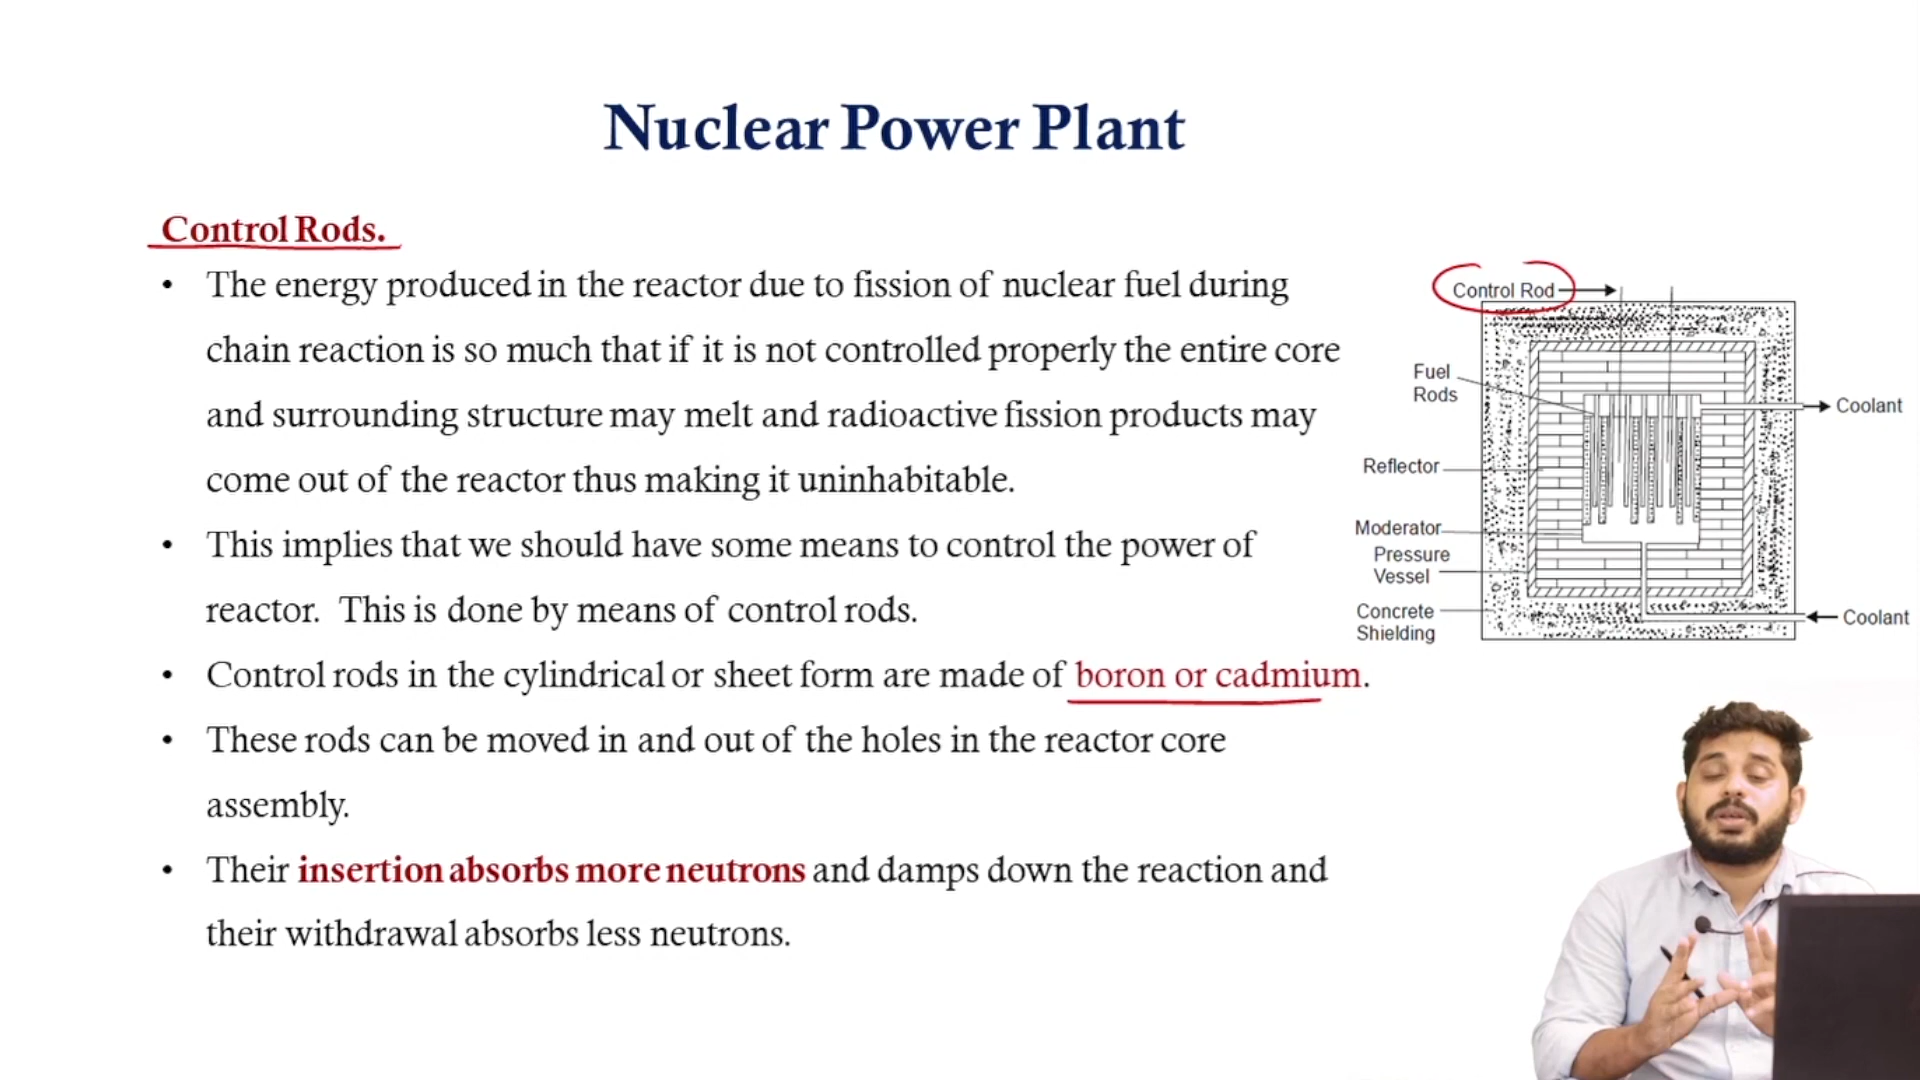 Nuclear Power Plant
Control Rods.
• The energy produced in the reactor due to fission of nuclear fuel during
chain reaction is so much that if it is not controlled properly the entire core
and surrounding structure may melt and radioactive fission products may
come out of the reactor thus making it uninhabitable.
• This implies that we should have some means to control the power of
reactor. This is done by means of control rods.
• Control rods in the cylindrical or sheet form are made of boron or cadmium.
• These rods can be moved in and out of the holes in the reactor core
assembly.
• Their insertion absorbs more neutrons and damps down the reaction and
their withdrawal absorbs less neutrons.
Control Rod
Fuel
Rods
Coolant
Reflector
Moderator
Pressure
Vessel
Concrete
Shielding
Coolant